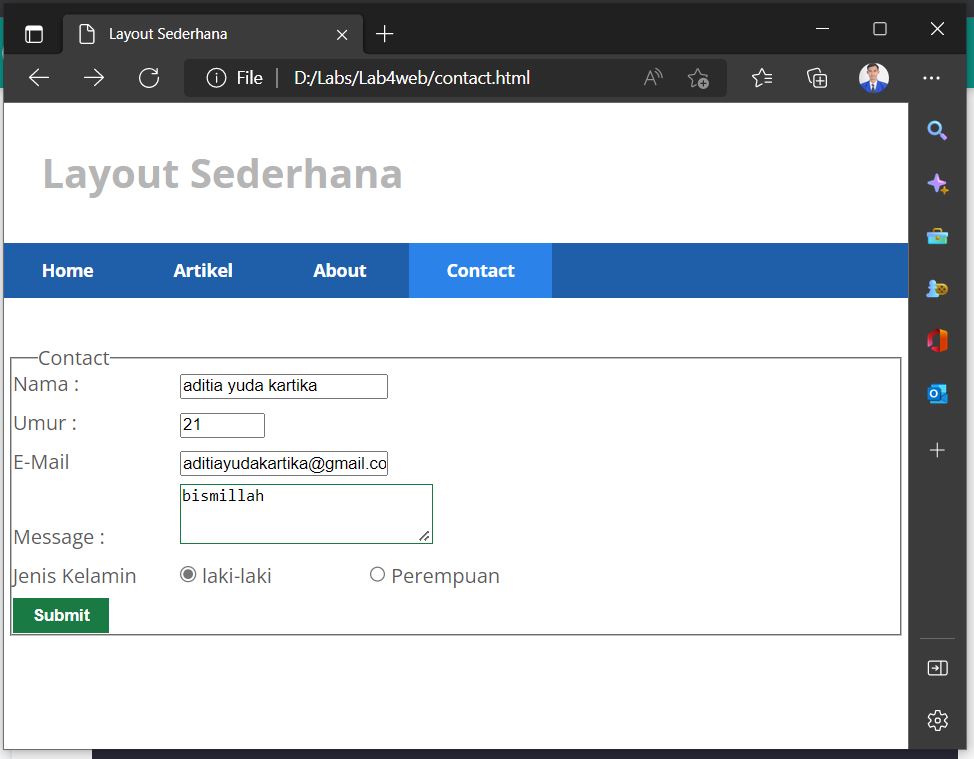 Layout Sederhana
File | D:/Labs/Lab4web/contact.html
Layout Sederhana
Home Artikel About Contact
Contact
Nama : aditia yuda kartika
Umur : 21
E-Mail aditiayudakartika@gmail.co
bismillah
Message :
Jenis Kelamin laki-laki Perempuan
Submit